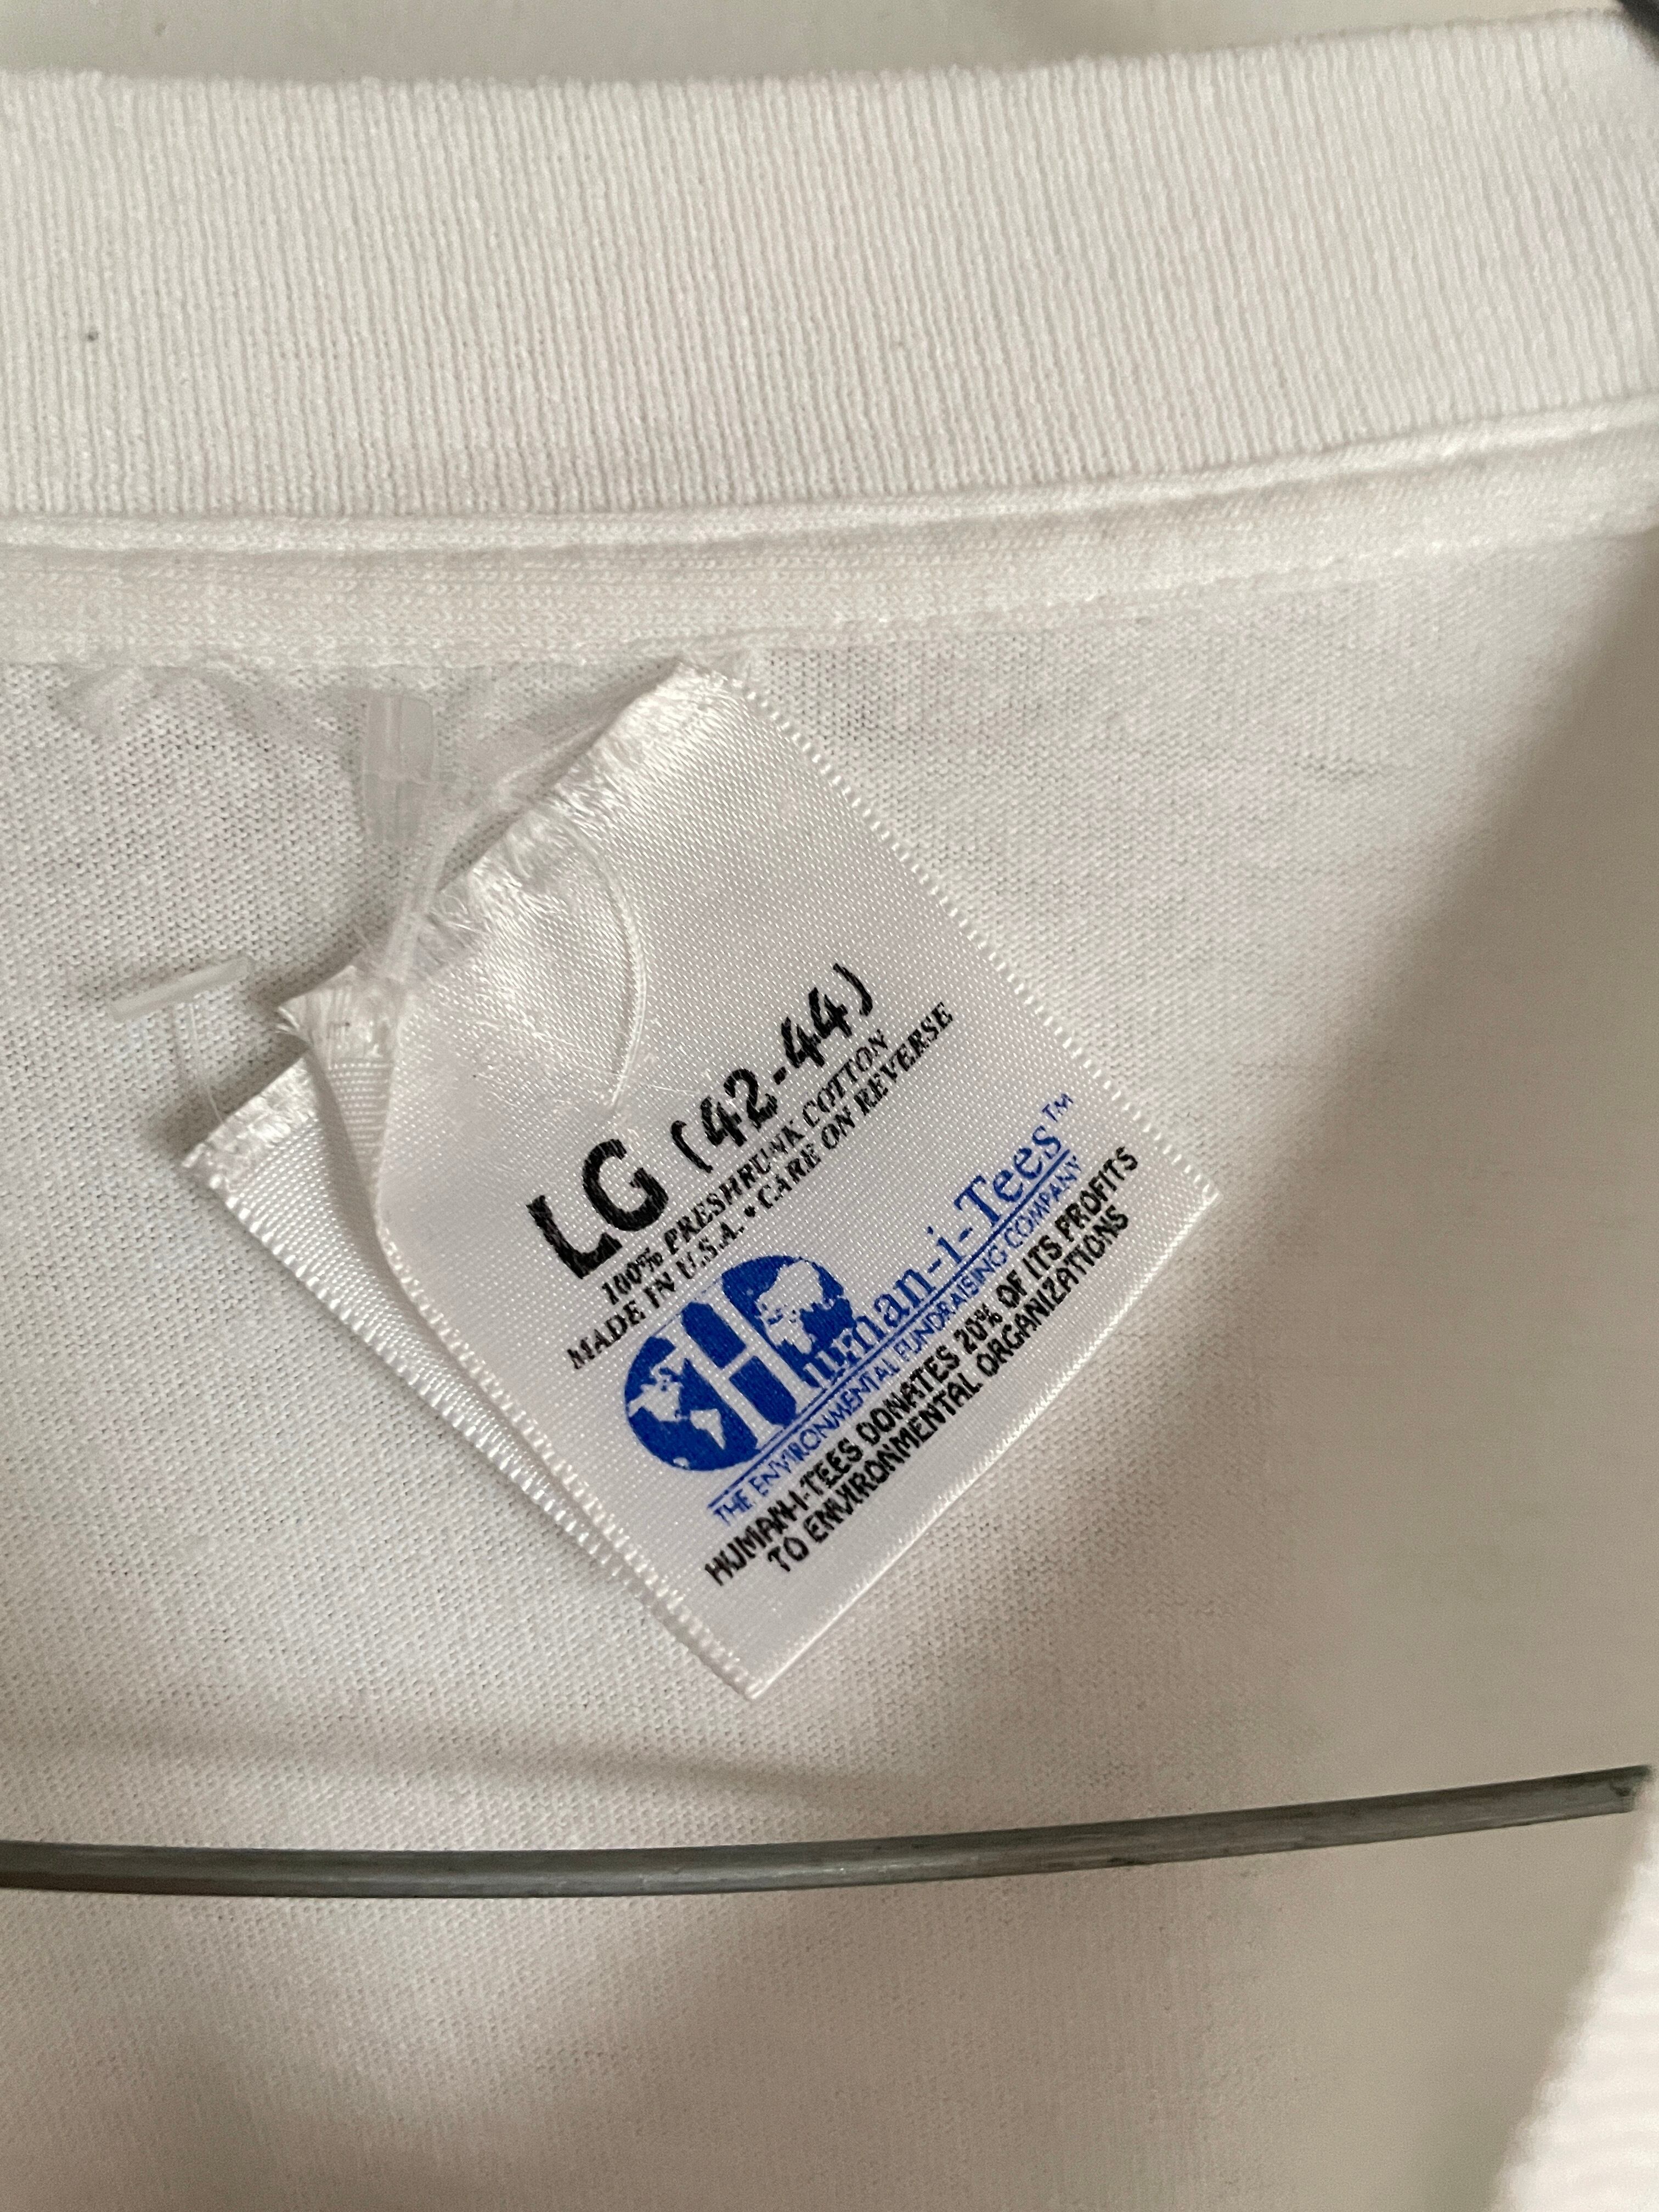 LG (42-44)
100% PRESHRUNK COTTON
MADE IN U.S.A. • CARE ON REVERSE
Human-i-Tees™
THE ENVIRONMENTAL FUNDRAISING COMPANY
HUMAN-I-TEES DONATES 20% OF ITS PROFITS
TO ENVIRONMENTAL ORGANIZATIONS